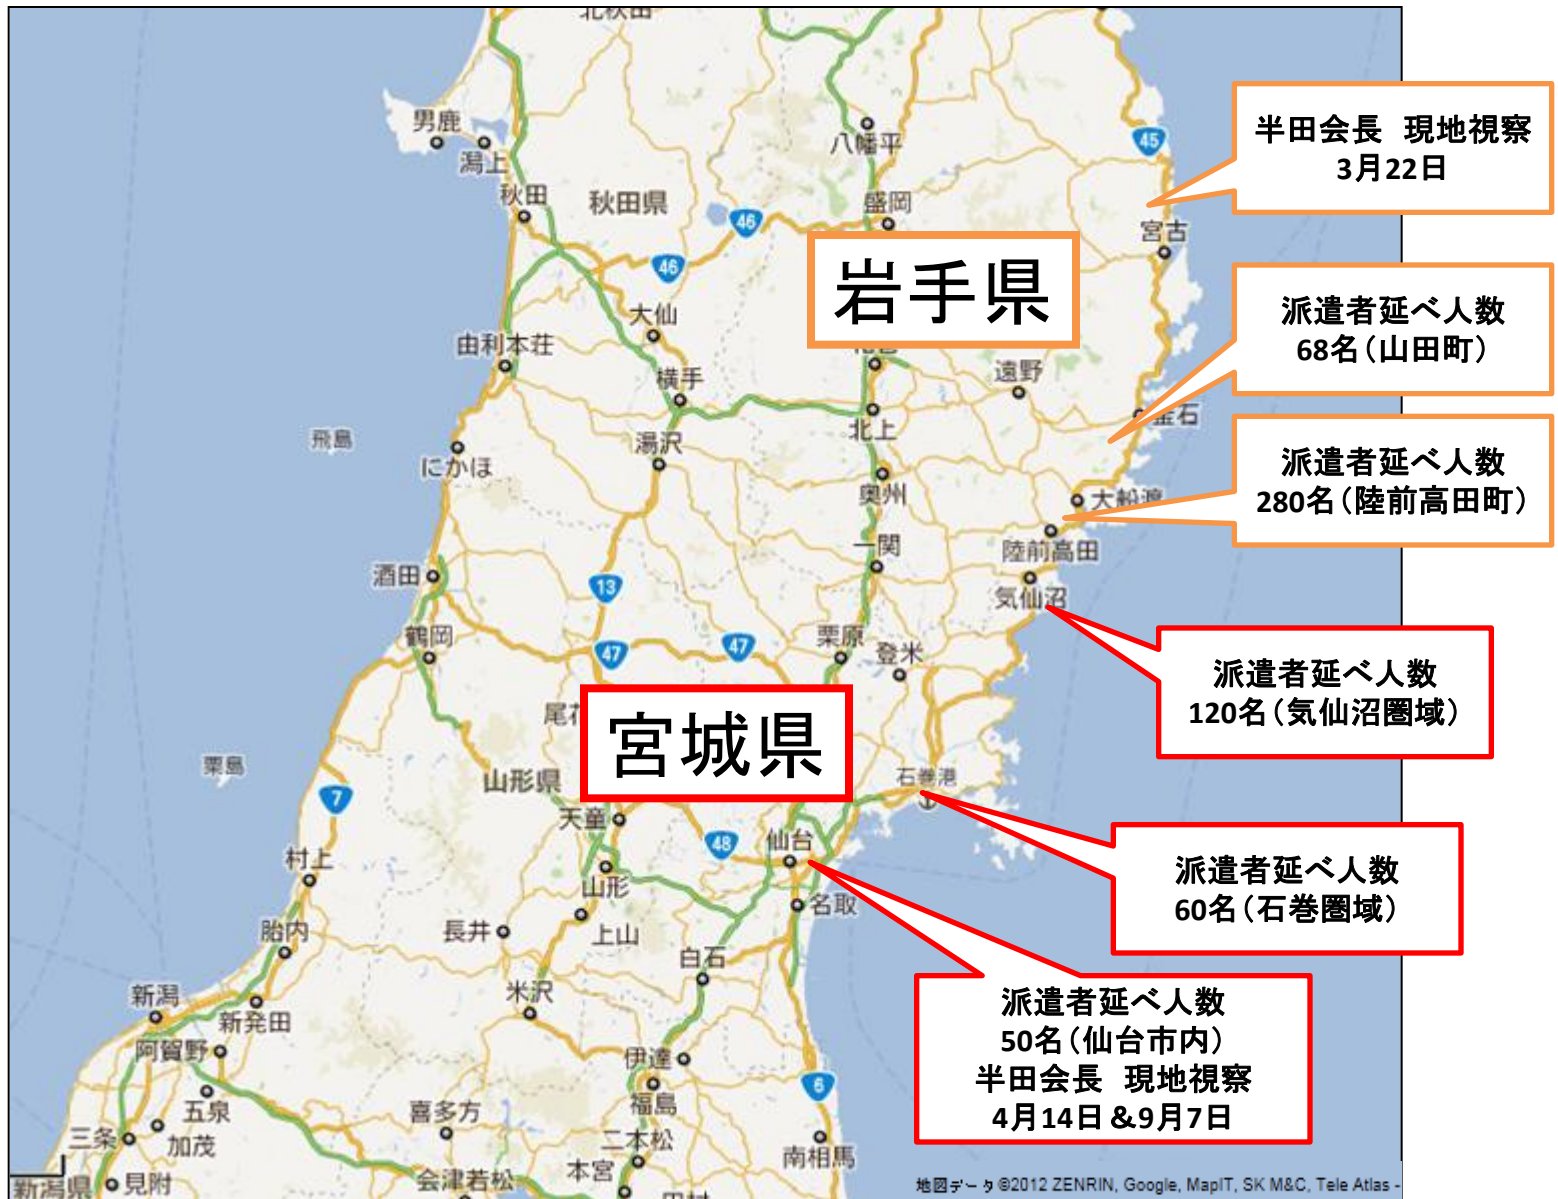 北秋田
男鹿
潟上
秋田
秋田県
八幡平
盛岡
46
46
45
宮古
半田会長 現地視察
3月22日
岩手県
派遣者延べ人数
68名(山田町)
派遣者延べ人数
280名(陸前高田町)
大仙
由利本荘
横手
遠野
釜石
北上
湯沢
飛島
にかほ
奥州
大船渡
一関
陸前高田
気仙沼
酒田
13
鶴岡
47
47
栗原
登米
派遣者延べ人数
120名(気仙沼圏域)
宮城県
粟島
山形県
7
石巻港
天童
48
仙台
派遣者延べ人数
60名(石巻圏域)
村上
山形
名取
胎内
長井
上山
白石
派遣者延べ人数
50名(仙台市内)
半田会長 現地視察
4月14日&9月7日
新潟
新発田
米沢
阿賀野
伊達
6
五泉
福島
喜多方
三条
加茂
二本松
南相馬
本宮
新潟県
見附
会津若松
地図データ ©2012 ZENRIN, Google, MapIT, SK M&C, Tele Atlas -